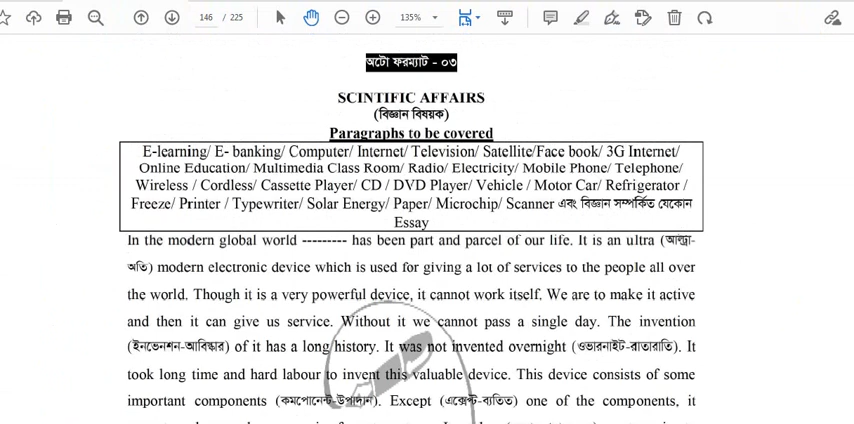 146 / 225
135%
অটো ফরম্যাট - ০৩
SCINTIFIC AFFAIRS
(বিজ্ঞান বিষয়ক)
Paragraphs to be covered
E-learning/ E- banking/ Computer/ Internet/ Television/ Satellite/Face book/ 3G Internet/
Online Education/ Multimedia Class Room/ Radio/ Electricity/ Mobile Phone/ Telephone/
Wireless / Cordless/ Cassette Player/ CD / DVD Player/ Vehicle / Motor Car/ Refrigerator /
Freeze/ Printer / Typewriter/ Solar Energy/ Paper/ Microchip/ Scanner এবং বিজ্ঞান সম্পর্কিত যেকোন
Essay
In the modern global world --------- has been part and parcel of our life. It is an ultra (আল্ট্রা-
অতি) modern electronic device which is used for giving a lot of services to the people all over
the world. Though it is a very powerful device, it cannot work itself. We are to make it active
and then it can give us service. Without it we cannot pass a single day. The invention
(ইনভেনশন-আবিষ্কার) of it has a long history. It was not invented overnight (ওভারনাইট-রাতারাতি). It
took long time and hard labour to invent this valuable device. This device consists of some
important components (কমপোনেন্ট-উপাদান). Except (এক্সেপ্ট-ব্যতিত) one of the components, it